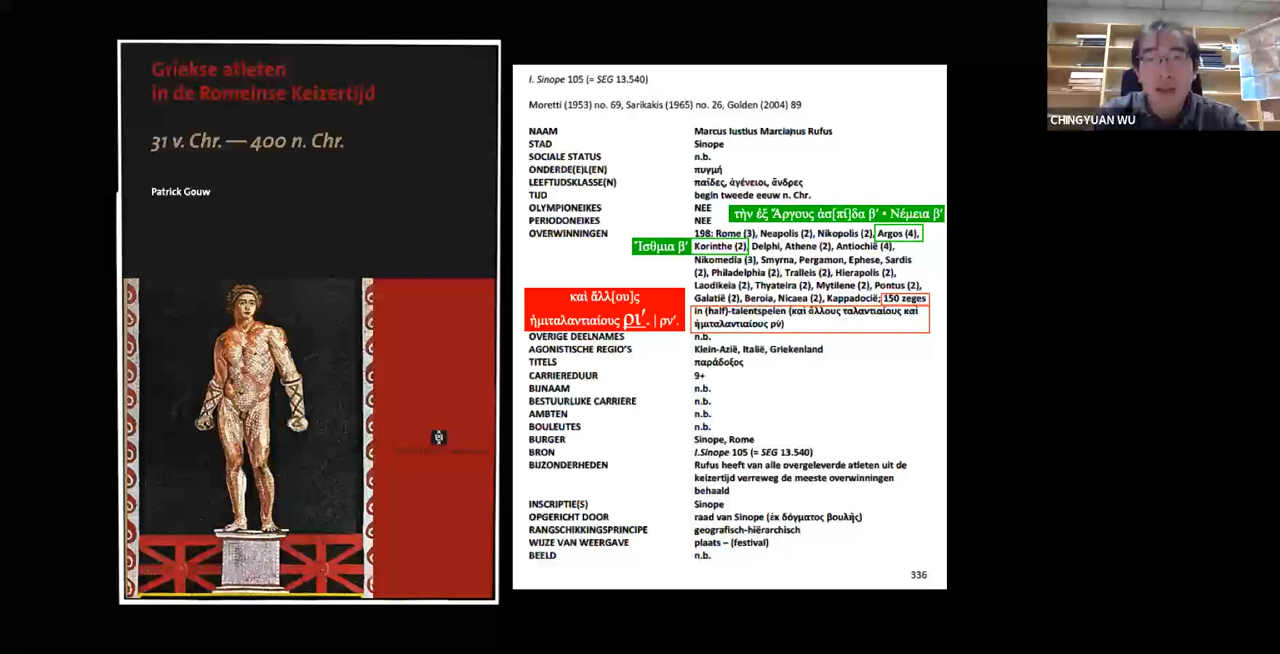 Griekse atleten
in de Romeinse Keizertijd
31 v. Chr. — 400 n. Chr.
Patrick Gouw
I. Sinope 105 (= SEG 13.540)
Moretti (1953) no. 69, Sarikakis (1965) no. 26, Golden (2004) 89
NAAM Marcus Iustius Marcianus Rufus
STAD Sinope
SOCIALE STATUS n.b.
ONDERDE(E)L(EN) πυγμή
LEEFTIJDSKLASSE(N) παῖδες, ἀγένειοι, ἄνδρες
TIJD begin tweede eeuw n. Chr.
OLYMPIONEIKES NEE
τὴν ἐξ Ἄργους ἀσ[πί]δα β′ • Νέμεια β′
PERIODONEIKES NEE
OVERWINNINGEN 198: Rome (3), Neapolis (2), Nikopolis (2), Argos (4),
Ἴσθμια β′ Korinthe (2), Delphi, Athene (2), Antiochië (4),
Nikomedia (3), Smyrna, Pergamon, Ephese, Sardis
(2), Philadelphia (2), Tralleis (2), Hierapolis (2),
Laodikeia (2), Thyateira (2), Mytilene (2), Pontus (2),
Galatië (2), Beroia, Nicaea (2), Kappadocië; 150 zeges
in (half)-talentspelen (καὶ ἄλλους ταλαντιαίους καὶ
ἡμιταλαντιαίους ρν́)
καὶ ἄλλ[ου]ς
ἡμιταλαντιαίους ρι′. | ρν′.
OVERIGE DEELNAMES n.b.
AGONISTISCHE REGIO'S Klein-Azië, Italië, Griekenland
TITELS παράδοξος
CARRIEREDUUR 9+
BIJNAAM n.b.
BESTUURLIJKE CARRIERE n.b.
AMBTEN n.b.
BOULEUTES n.b.
BURGER Sinope, Rome
BRON I.Sinope 105 (= SEG 13.540)
BIJZONDERHEDEN Rufus heeft van alle overgeleverde atleten uit de
keizertijd verreweg de meeste overwinningen
behaald
INSCRIPTIE(S) Sinope
OPGERICHT DOOR raad van Sinope (ἐκ δόγματος βουλῆς)
RANGSCHIKKINGSPRINCIPE geografisch-hiërarchisch
WIJZE VAN WEERGAVE plaats – (festival)
BEELD n.b.
336
CHINGYUAN WU